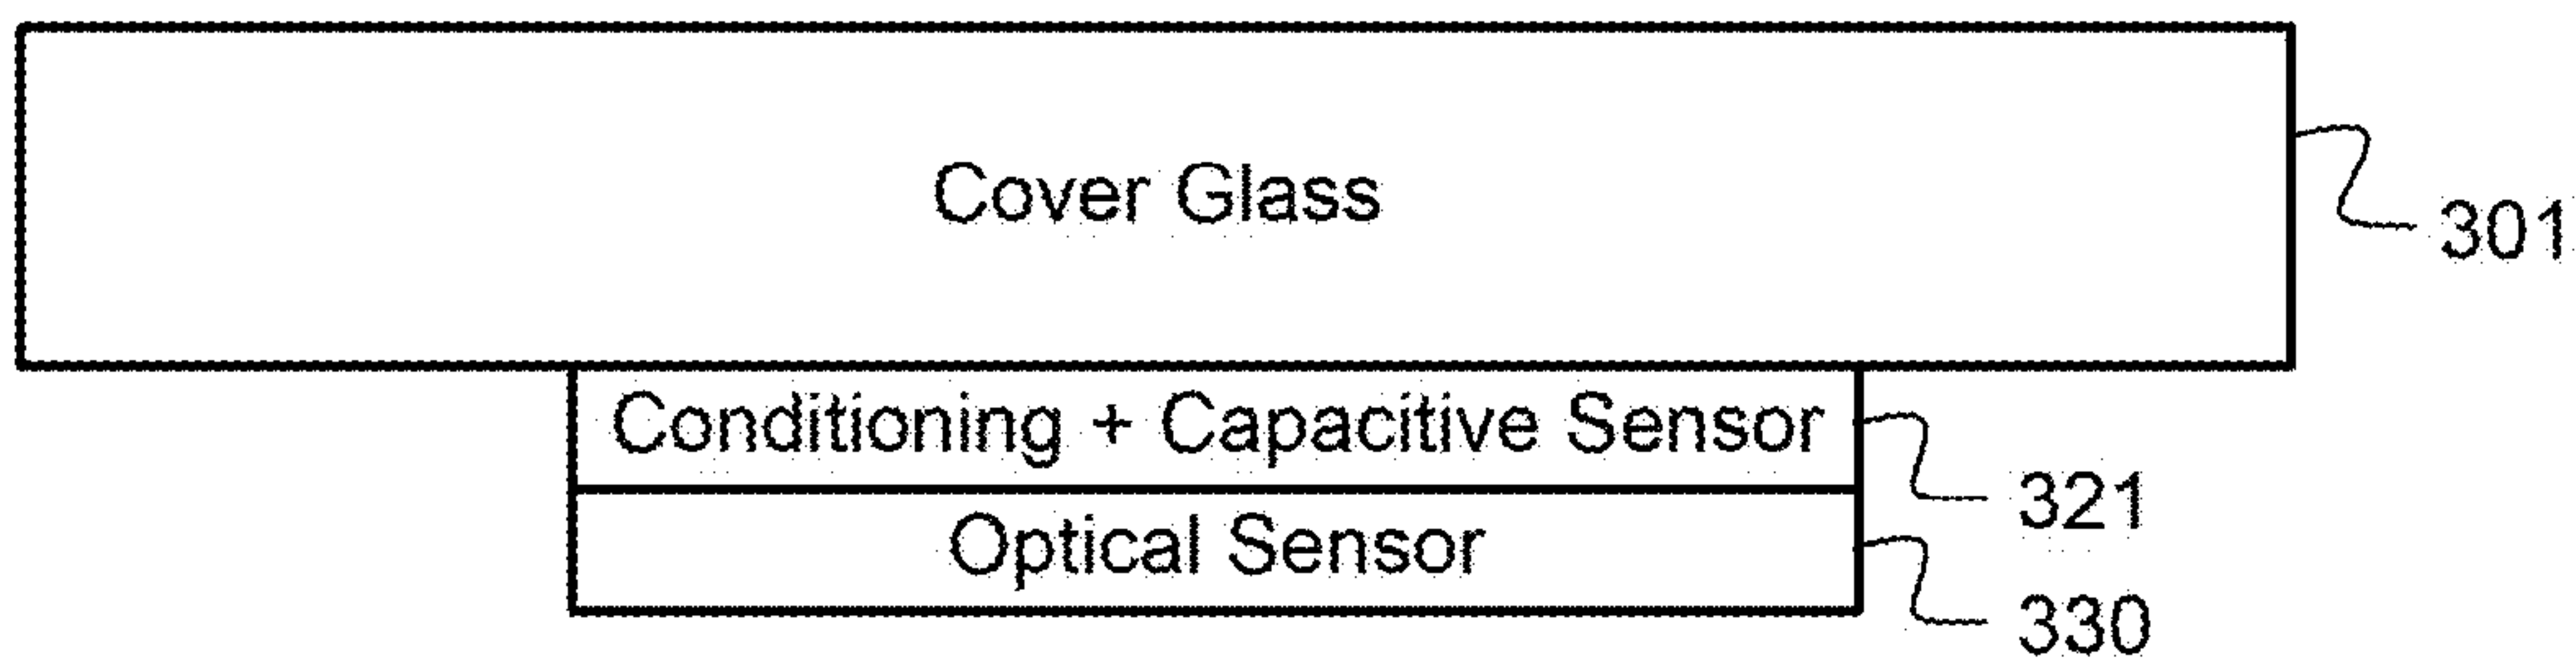 Cover Glass
301
Conditioning + Capacitive Sensor
321
Optical Sensor
330